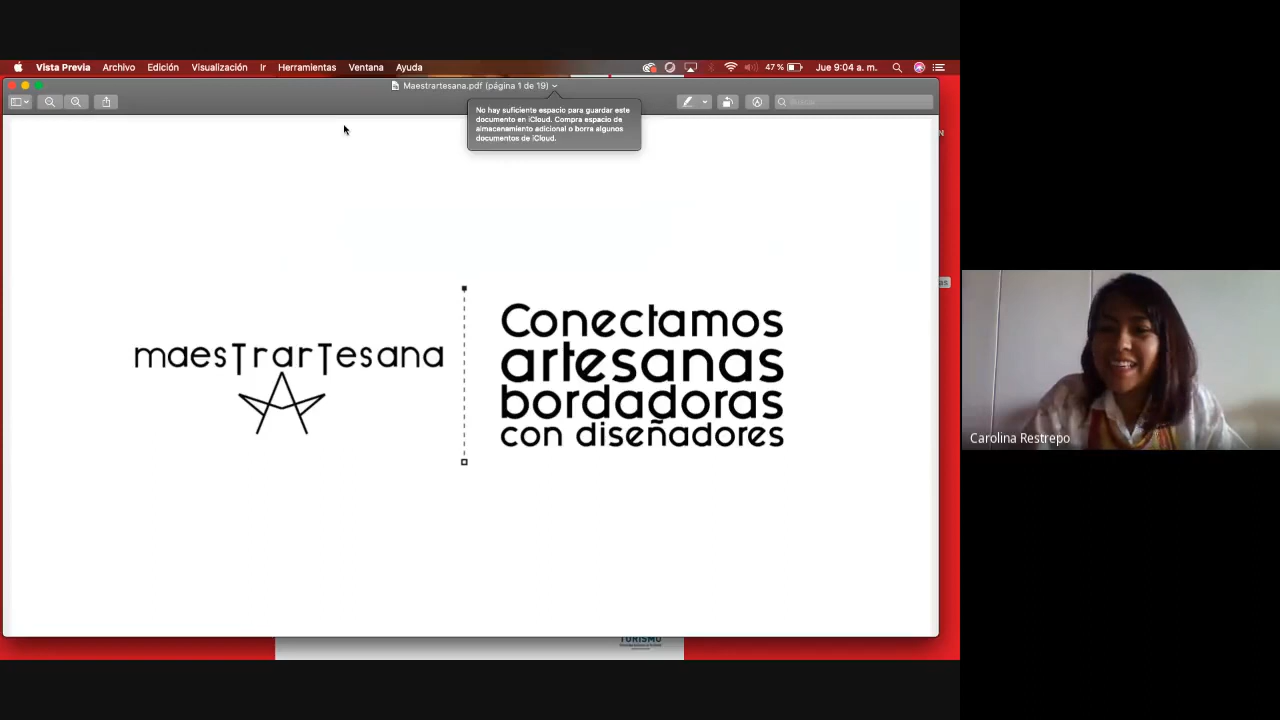 Vista Previa Archivo Edición Visualización Ir Herramientas Ventana Ayuda 47 % Jue 9:04 a. m.
Maestrartesana.pdf (página 1 de 19)
Buscar
No hay suficiente espacio para guardar este
documento en iCloud. Compra espacio de
almacenamiento adicional o borra algunos
documentos de iCloud.
maesTrarTesana
Conectamos
artesanas
bordadoras
con diseñadores
Carolina Restrepo
TURISMO